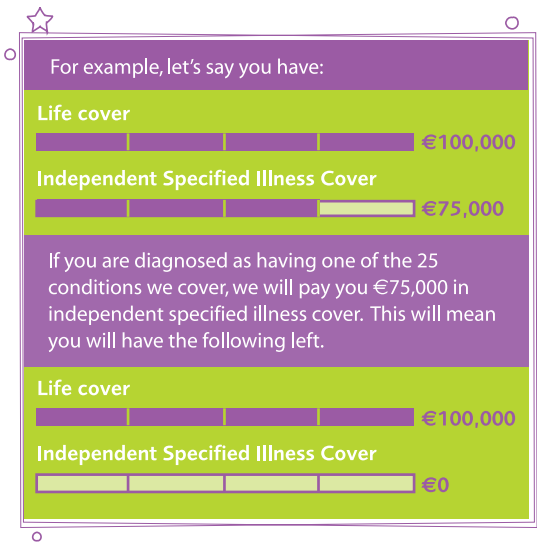 For example, let's say you have:
Life cover
€100,000
Independent Specified Illness Cover
€75,000
If you are diagnosed as having one of the 25
conditions we cover, we will pay you €75,000 in
independent specified illness cover. This will mean
you will have the following left.
Life cover
€100,000
Independent Specified Illness Cover
€0